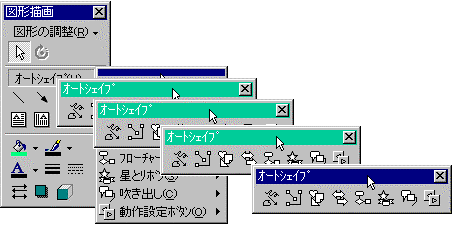 図形描画
図形の調整(R)
オートシェイプ(U)
オートシェイプ
オートシェイプ
オートシェイプ
フローチャー
星とリボン(S)
オートシェイプ
吹き出し(C)
動作設定ボタン(O)
A